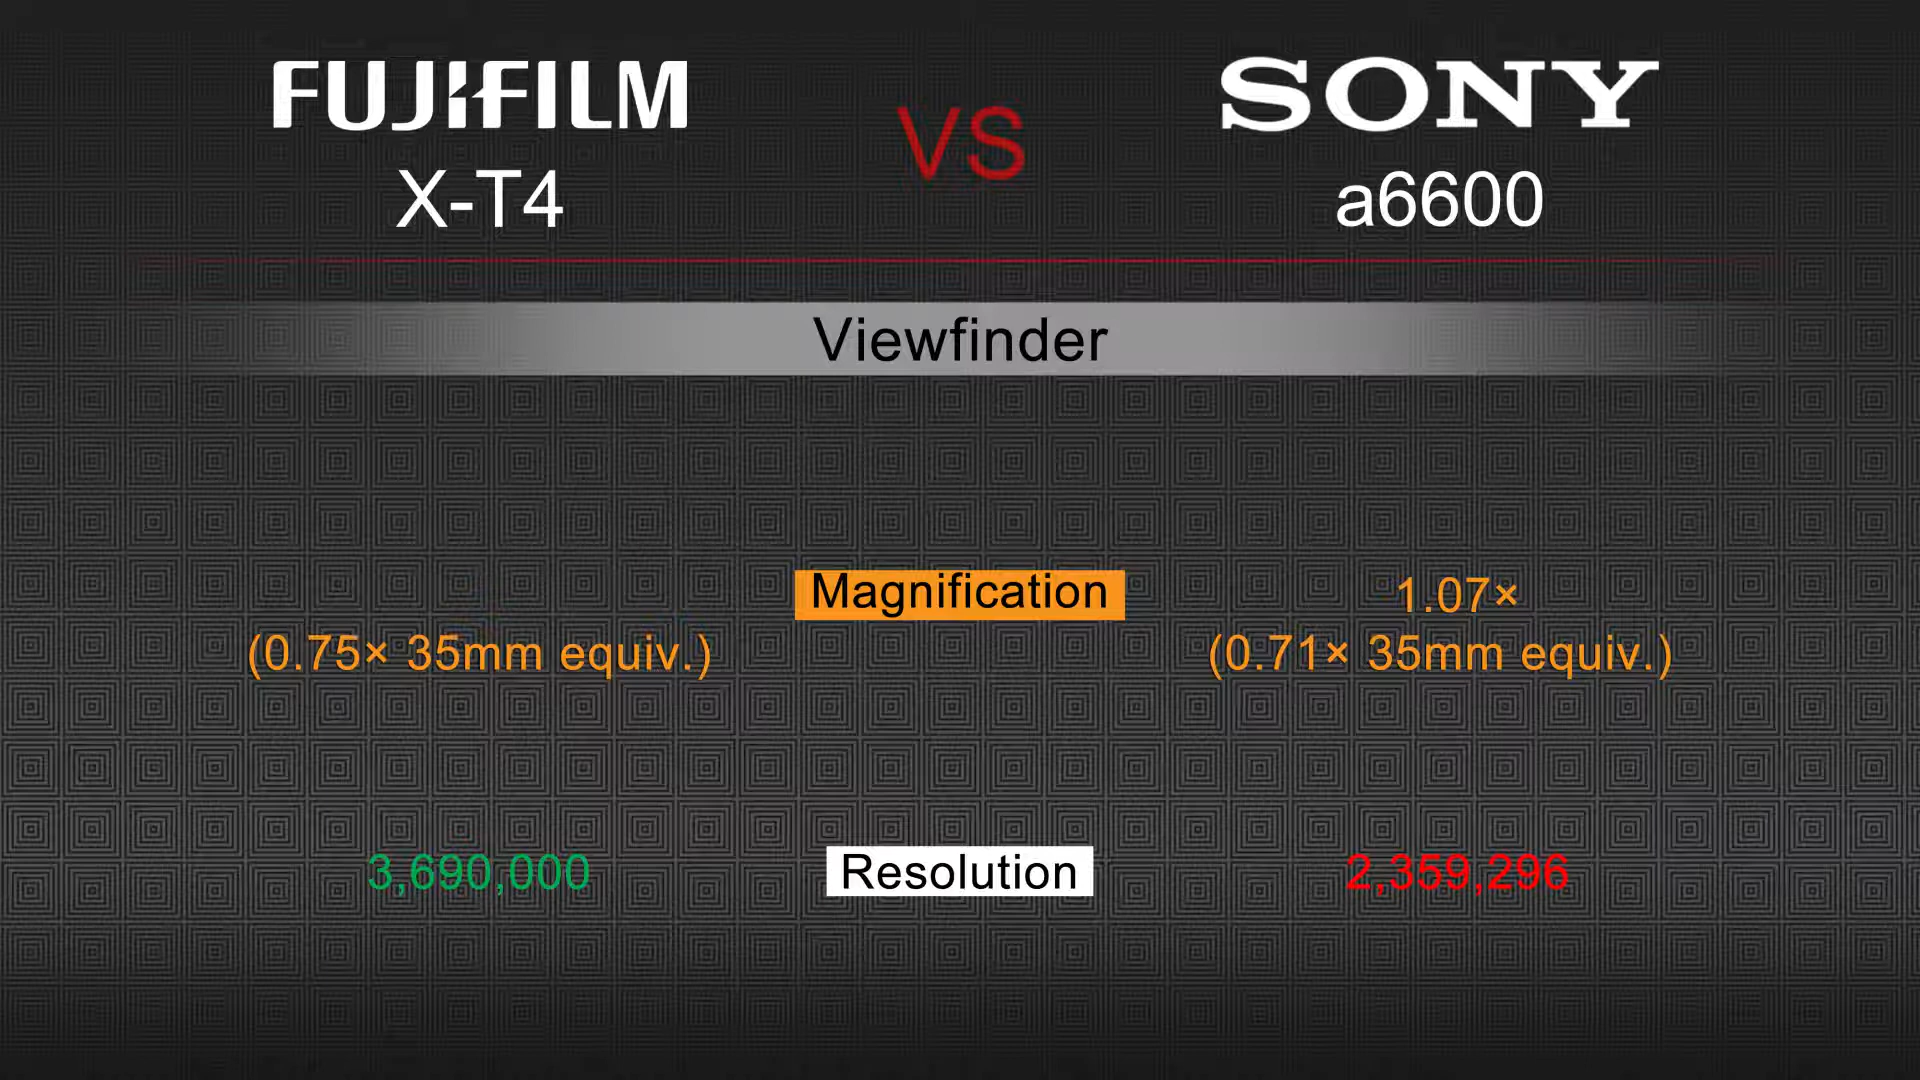 FUJIFILM
X-T4
VS
SONY
a6600
Viewfinder
Magnification
1.07×
(0.75× 35mm equiv.)
(0.71× 35mm equiv.)
3,690,000
Resolution
2,359,296